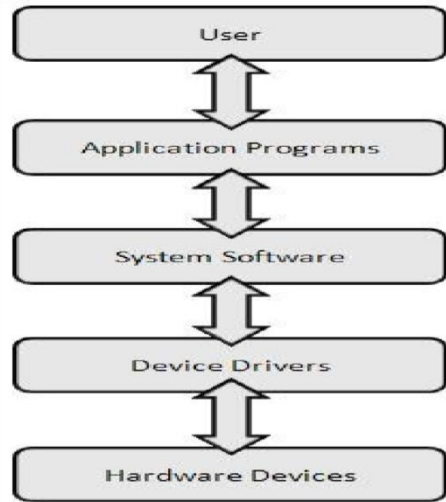 User
Application Programs
System Software
Device Drivers
Hardware Devices